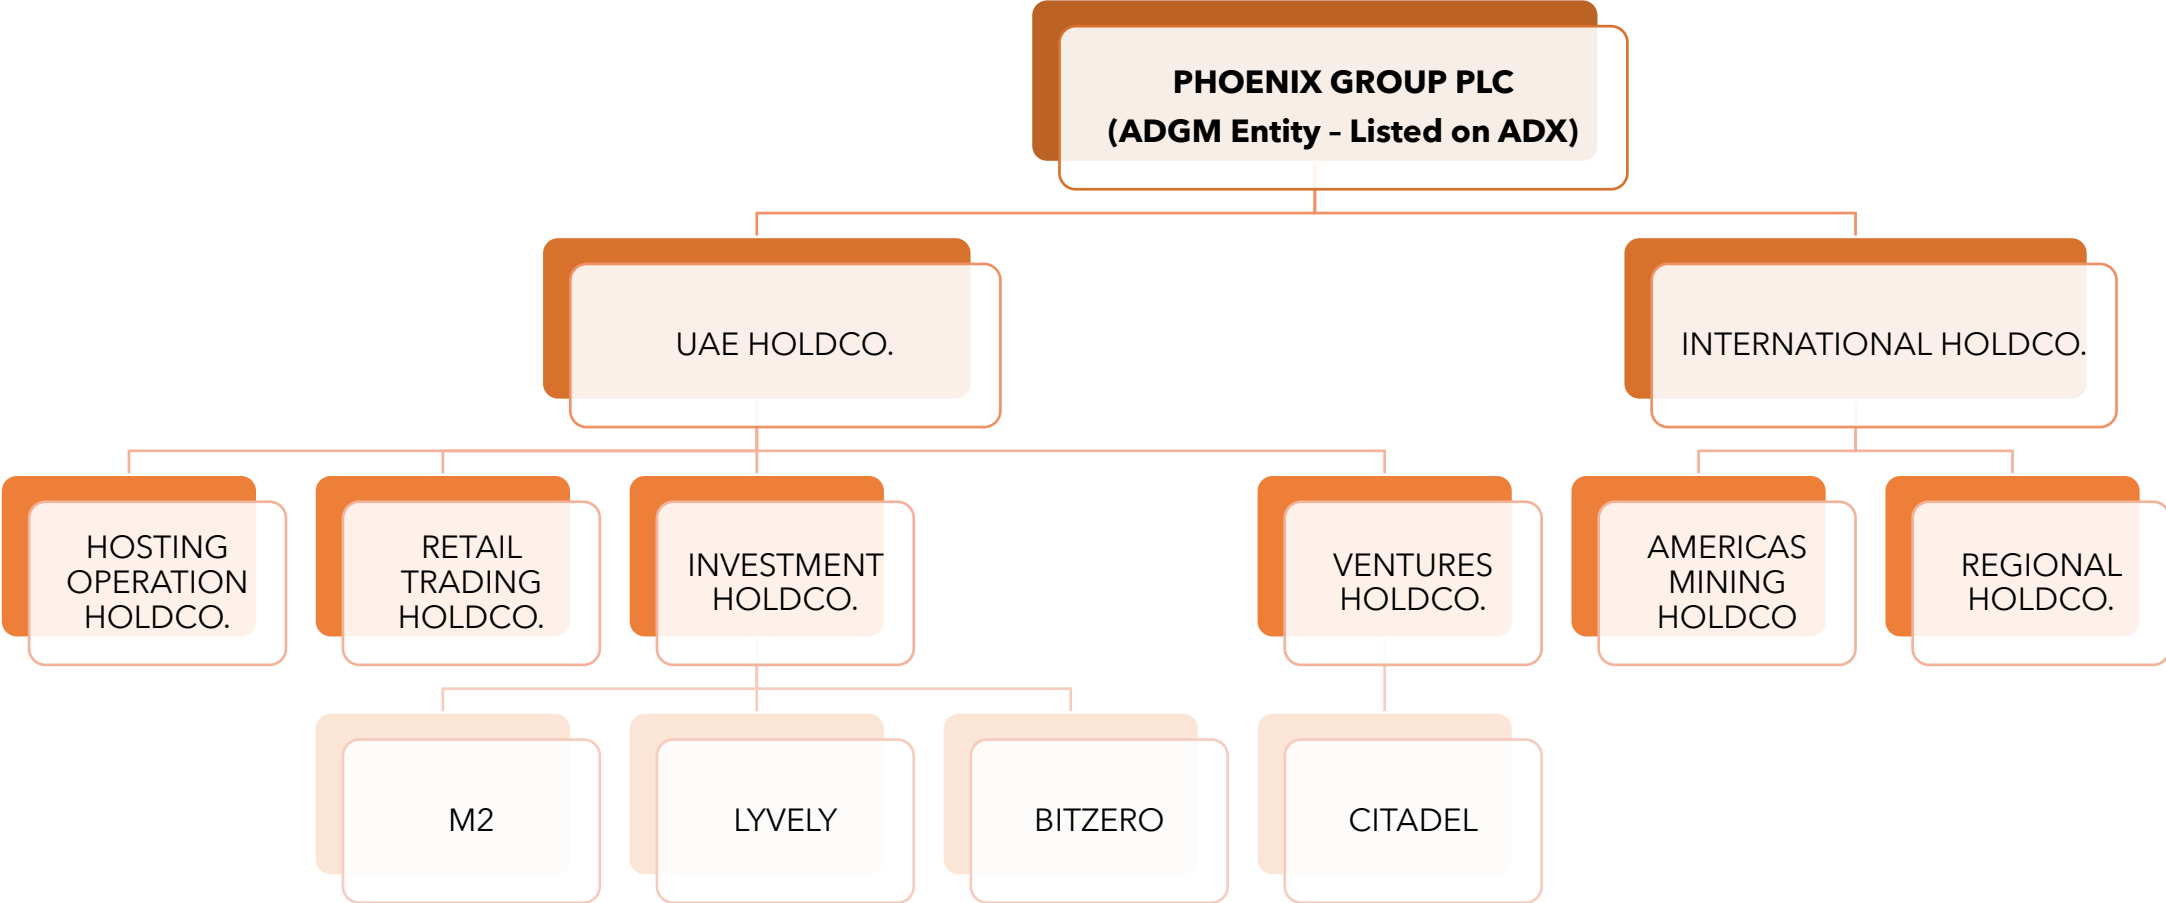 PHOENIX GROUP PLC
(ADGM Entity – Listed on ADX)
UAE HOLDCO.
INTERNATIONAL HOLDCO.
HOSTING
OPERATION
HOLDCO.
RETAIL
TRADING
HOLDCO.
INVESTMENT
HOLDCO.
VENTURES
HOLDCO.
AMERICAS
MINING
HOLDCO
REGIONAL
HOLDCO.
M2
LYVELY
BITZERO
CITADEL